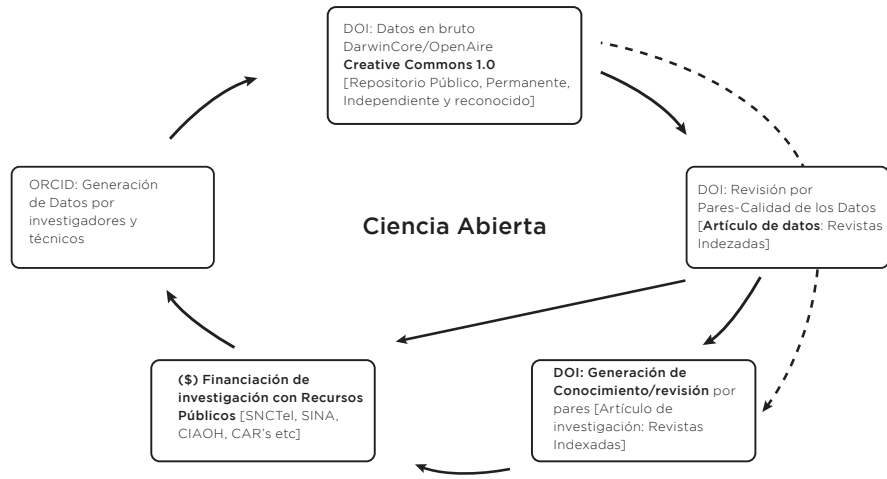 DOI: Datos en bruto
DarwinCore/OpenAire
Creative Commons 1.0
[Repositorio Público, Permanente,
Independiente y reconocido]
ORCID: Generación
de Datos por
investigadores y
técnicos
Ciencia Abierta
DOI: Revisión por
Pares-Calidad de los Datos
[Artículo de datos: Revistas
Indezadas]
($) Financiación de
investigación con Recursos
Públicos [SNCTeI, SINA,
CIAOH, CAR's etc]
DOI: Generación de
Conocimiento/revisión por
pares [Artículo de
investigación: Revistas
Indexadas]